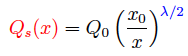 Q_s(x) = Q_0 (x_0/x)^{λ/2}